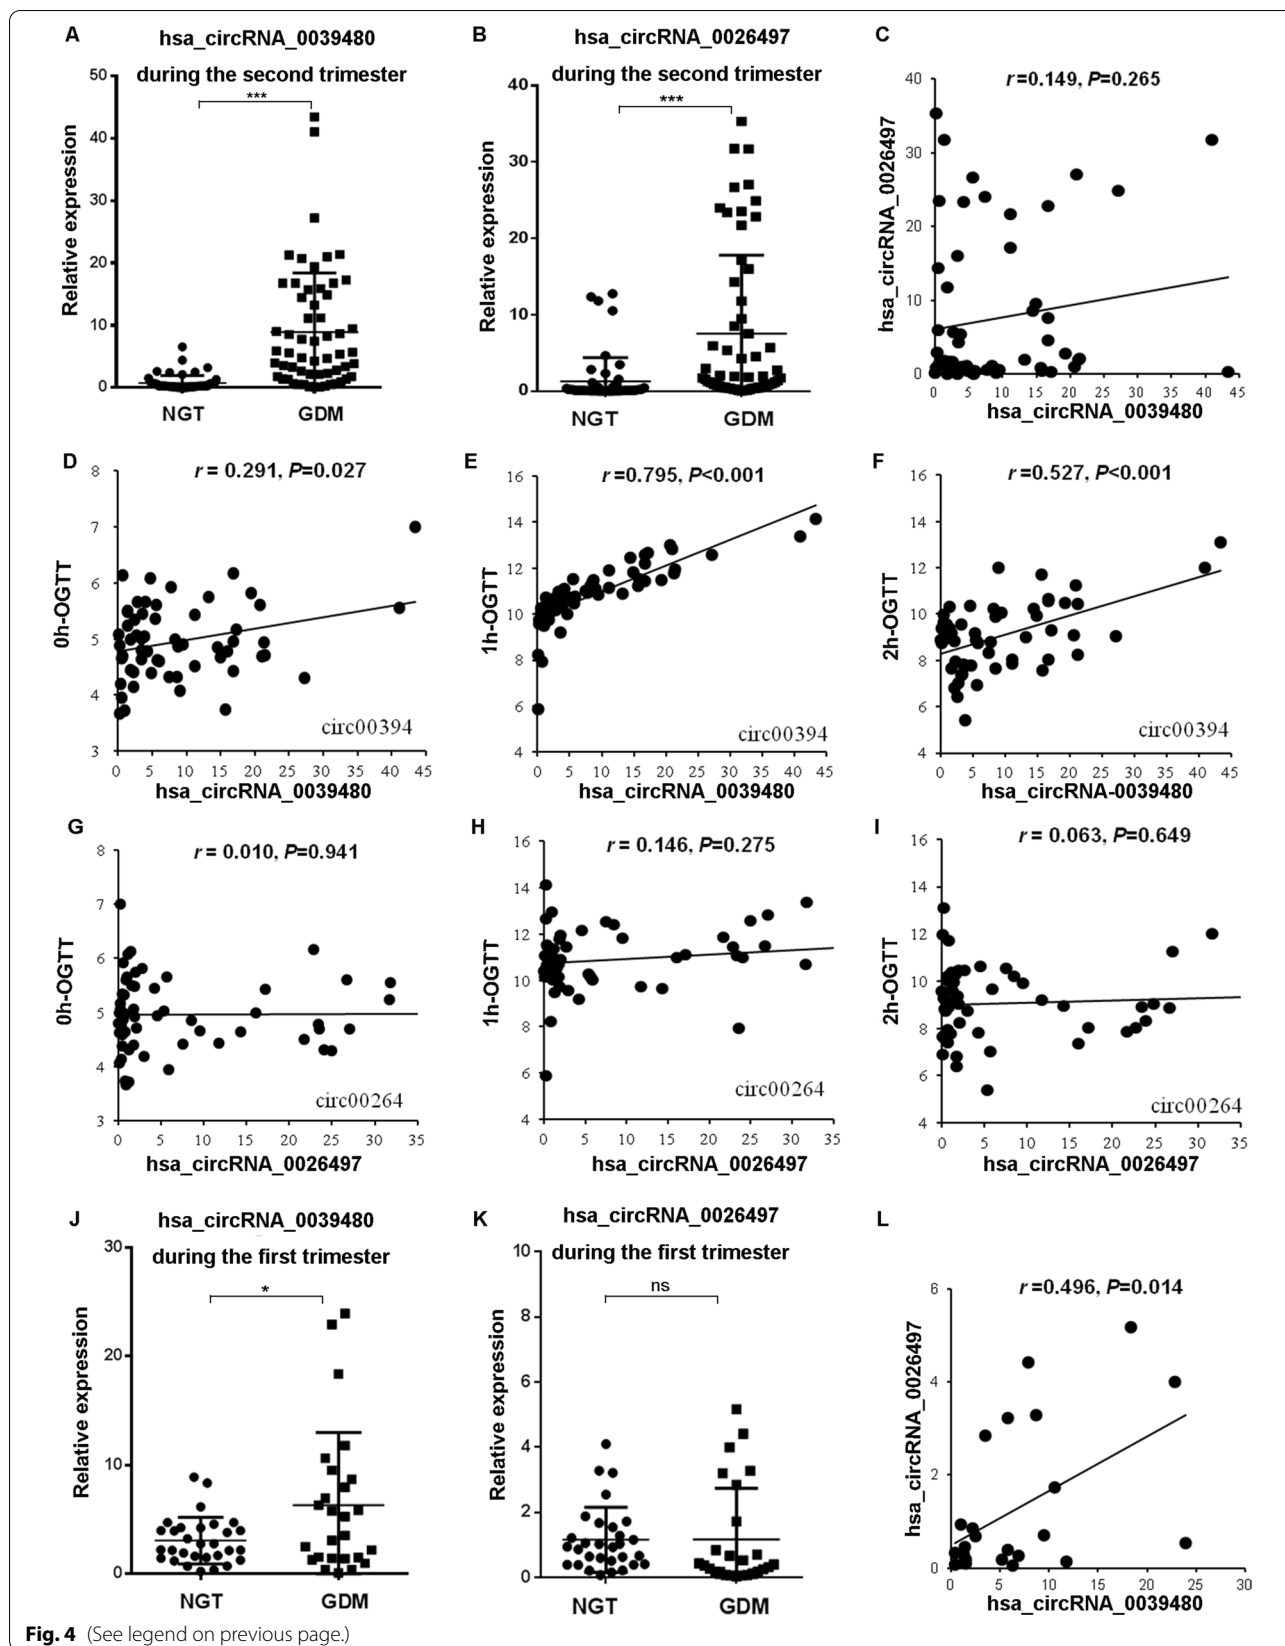 A
hsa_circRNA_0039480
during the second trimester
***
Relative expression
50
40
30
20
10
0
NGT
GDM
B
hsa_circRNA_0026497
during the second trimester
***
Relative expression
40
30
20
10
0
NGT
GDM
C
r=0.149, P=0.265
hsa_circRNA_0026497
40
30
20
10
0
0 5 10 15 20 25 30 35 40 45
hsa_circRNA_0039480
D
r = 0.291, P=0.027
0h-OGTT
8
7
6
5
4
3
circ00394
0 5 10 15 20 25 30 35 40 45
hsa_circRNA_0039480
E
r=0.795, P<0.001
1h-OGTT
16
14
12
10
8
6
4
circ00394
0 5 10 15 20 25 30 35 40 45
hsa_circRNA_0039480
F
r=0.527, P<0.001
2h-OGTT
16
14
12
10
8
6
4
circ00394
0 5 10 15 20 25 30 35 40 45
hsa_circRNA-0039480
G
r = 0.010, P=0.941
0h-OGTT
8
7
6
5
4
3
circ00264
0 5 10 15 20 25 30 35
hsa_circRNA_0026497
H
r = 0.146, P=0.275
1h-OGTT
16
14
12
10
8
6
4
circ00264
0 5 10 15 20 25 30 35
hsa_circRNA_0026497
I
r = 0.063, P=0.649
2h-OGTT
16
14
12
10
8
6
4
circ00264
0 5 10 15 20 25 30 35
hsa_circRNA_0026497
J
hsa_circRNA_0039480
during the first trimester
*
Relative expression
30
20
10
0
NGT
GDM
K
hsa_circRNA_0026497
during the first trimester
ns
Relative expression
10
8
6
4
2
0
NGT
GDM
L
r=0.496, P=0.014
hsa_circRNA_0026497
6
4
2
0
0 5 10 15 20 25 30
hsa_circRNA_0039480
Fig. 4 (See legend on previous page.)